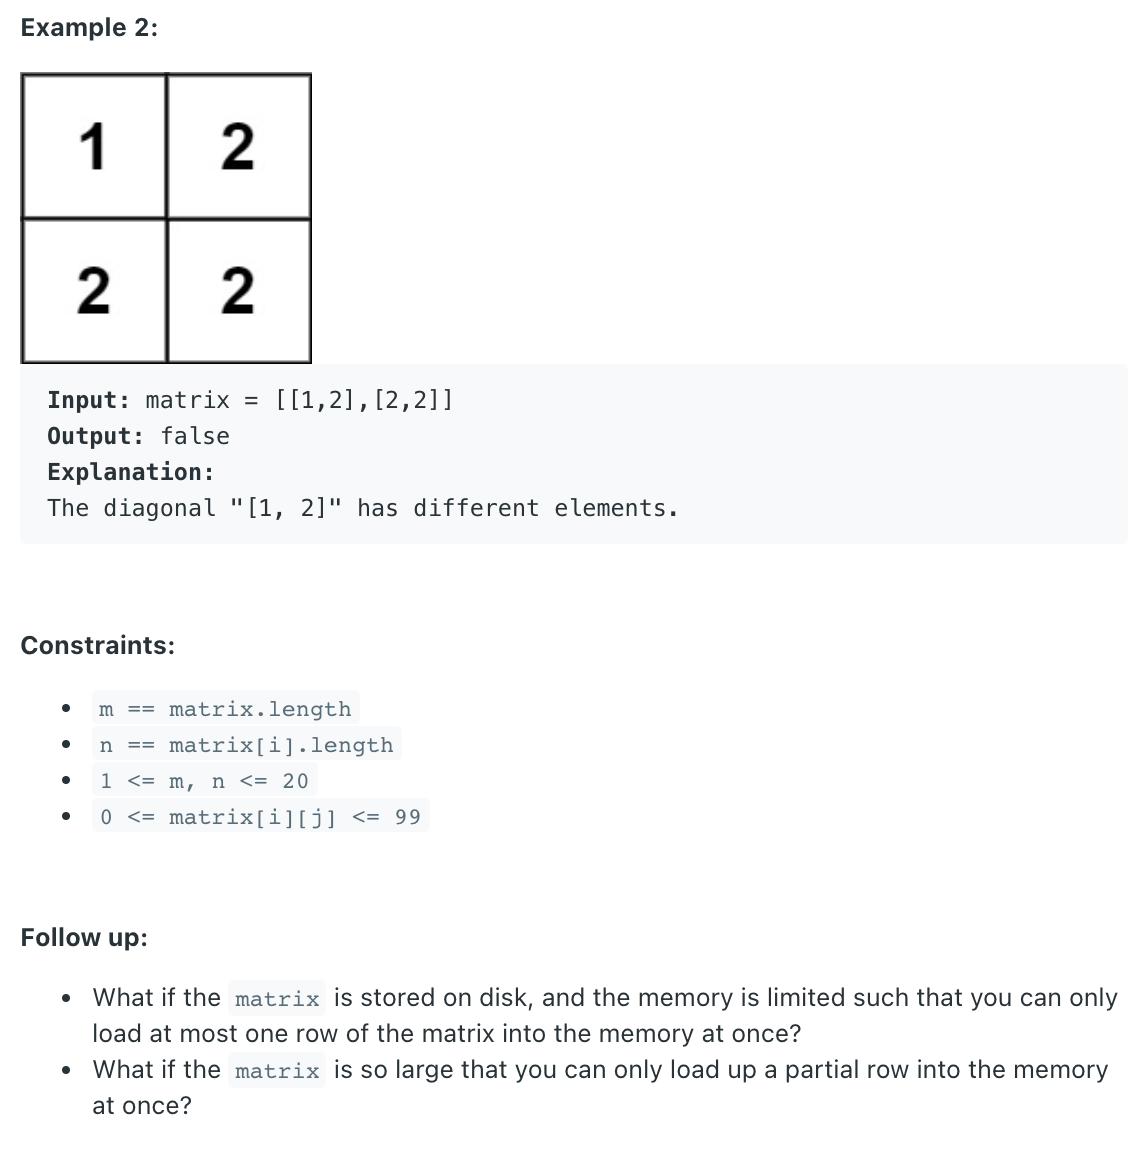 Example 2:
1 2
2 2
Input: matrix = [[1,2],[2,2]]
Output: false
Explanation:
The diagonal "[1, 2]" has different elements.
Constraints:
m == matrix.length
n == matrix[i].length
1 <= m, n <= 20
0 <= matrix[i][j] <= 99
Follow up:
What if the matrix is stored on disk, and the memory is limited such that you can only
load at most one row of the matrix into the memory at once?
What if the matrix is so large that you can only load up a partial row into the memory
at once?